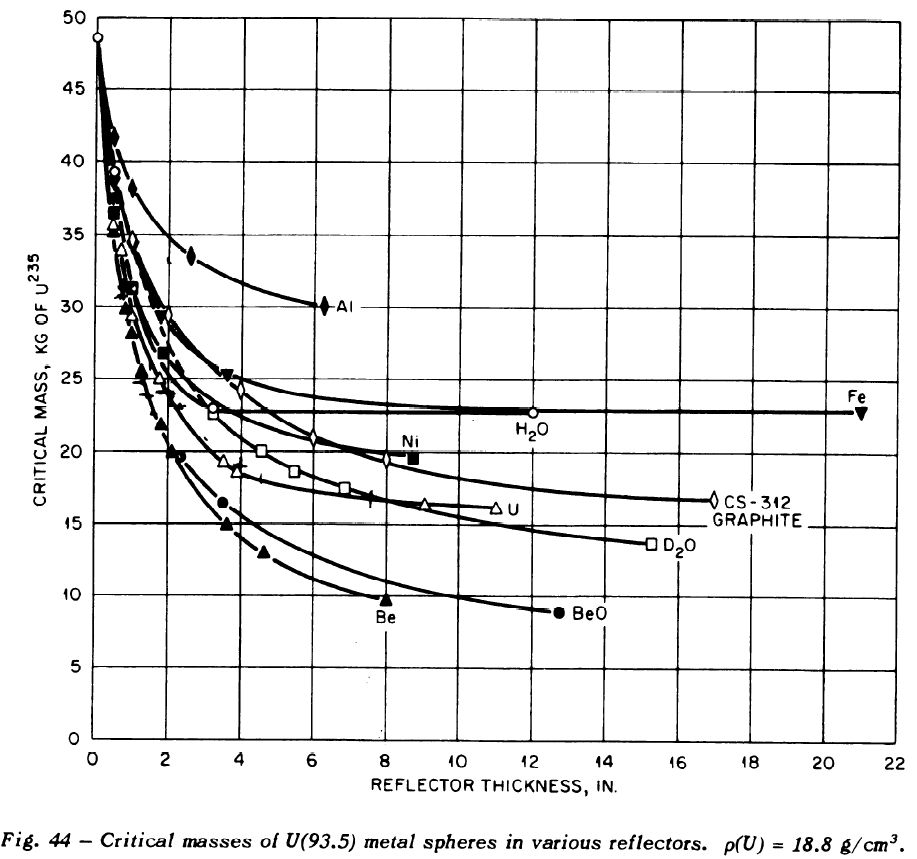 50
45
40
35
30
25
20
15
10
5
0
CRITICAL MASS, KG OF U²³⁵
Al
Fe
H₂O
Ni
U
CS-312
GRAPHITE
D₂O
Be
BeO
0 2 4 6 8 10 12 14 16 18 20 22
REFLECTOR THICKNESS, IN.
Fig. 44 – Critical masses of U(93.5) metal spheres in various reflectors. ρ(U) = 18.8 g/cm³.